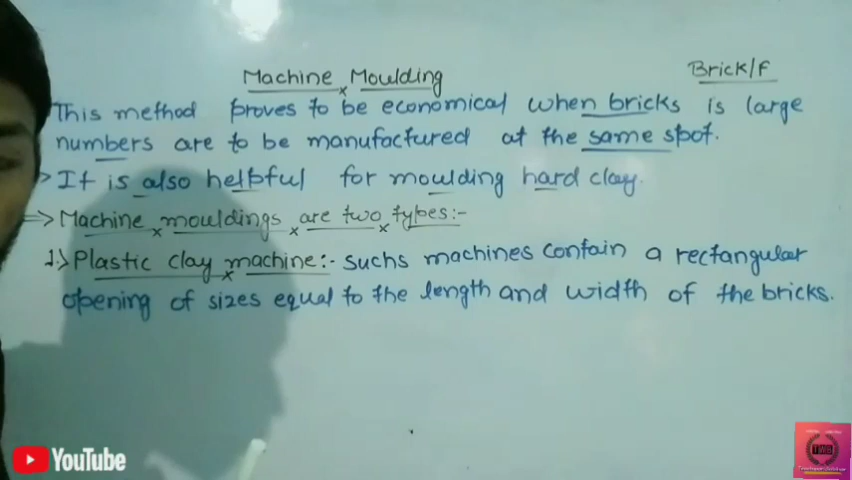 Machine Moulding
Brick/F
This method proves to be economical when bricks is large
numbers are to be manufactured at the same spot.
> It is also helpful for moulding hard clay.
=> Machine mouldings are two types:-
1.> Plastic clay machine:- suchs machines contain a rectangular
opening of sizes equal to the length and width of the bricks.
YouTube
TWS